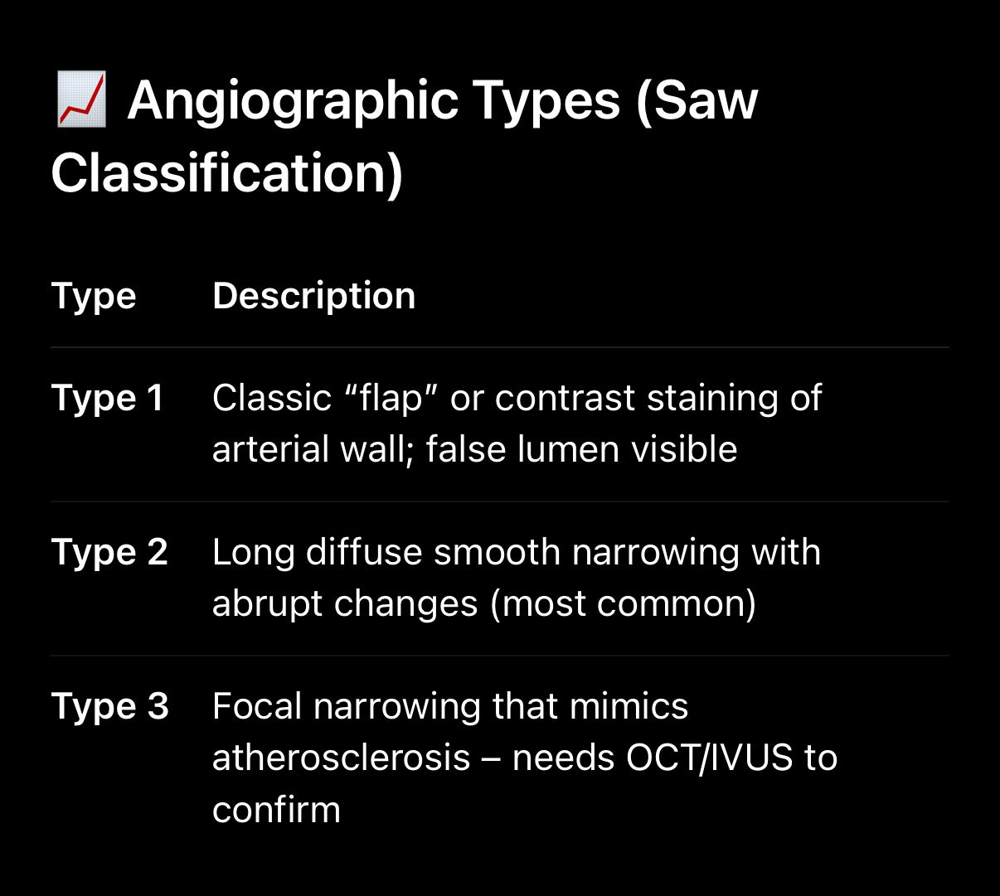 📈 Angiographic Types (Saw
Classification)
Type Description
Type 1 Classic “flap” or contrast staining of
arterial wall; false lumen visible
Type 2 Long diffuse smooth narrowing with
abrupt changes (most common)
Type 3 Focal narrowing that mimics
atherosclerosis – needs OCT/IVUS to
confirm